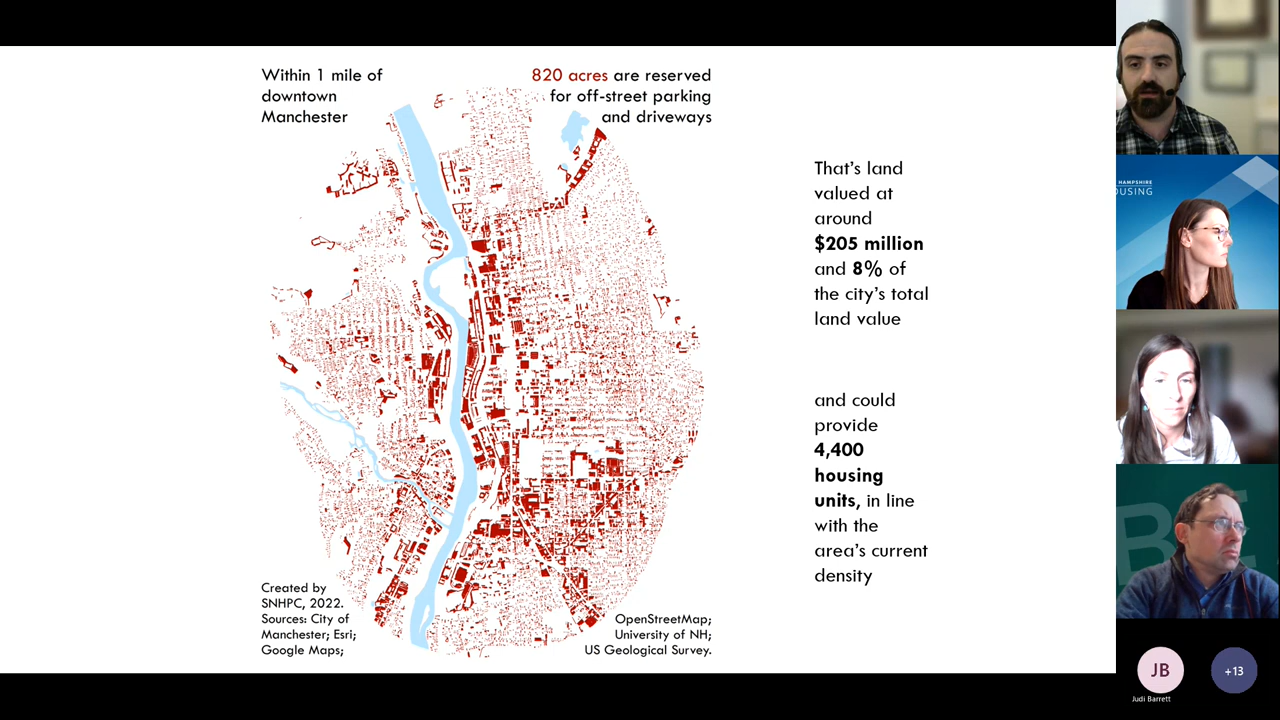 Within 1 mile of
downtown
Manchester
820 acres are reserved
for off-street parking
and driveways
That's land
valued at
around
$205 million
and 8% of
the city's total
land value
and could
provide
4,400
housing
units, in line
with the
area's current
density
Created by
SNHPC, 2022.
Sources: City of
Manchester; Esri;
Google Maps;
OpenStreetMap;
University of NH;
US Geological Survey.
HAMPSHIRE
OUSING
B
JB
Judi Barrett
+13